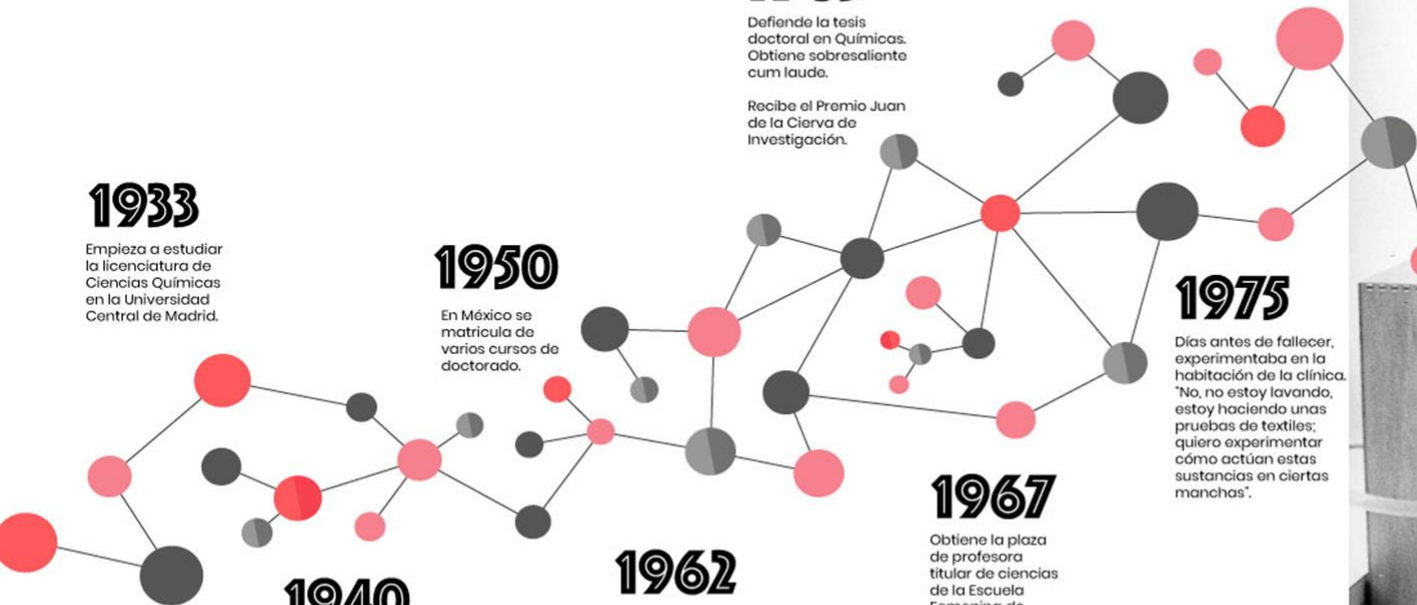 Defiende la tesis
doctoral en Químicas.
Obtiene sobresaliente
cum laude.
Recibe el Premio Juan
de la Cierva de
Investigación.
1933
Empieza a estudiar
la licenciatura de
Ciencias Químicas
en la Universidad
Central de Madrid.
1950
En México se
matricula de
varios cursos de
doctorado.
1975
Días antes de fallecer,
experimentaba en la
habitación de la clínica.
"No, no estoy lavando,
estoy haciendo unas
pruebas de textiles;
quiero experimentar
cómo actúan estas
sustancias en ciertas
manchas".
1967
Obtiene la plaza
de profesora
titular de ciencias
de la Escuela
Femenina de
1962
1940